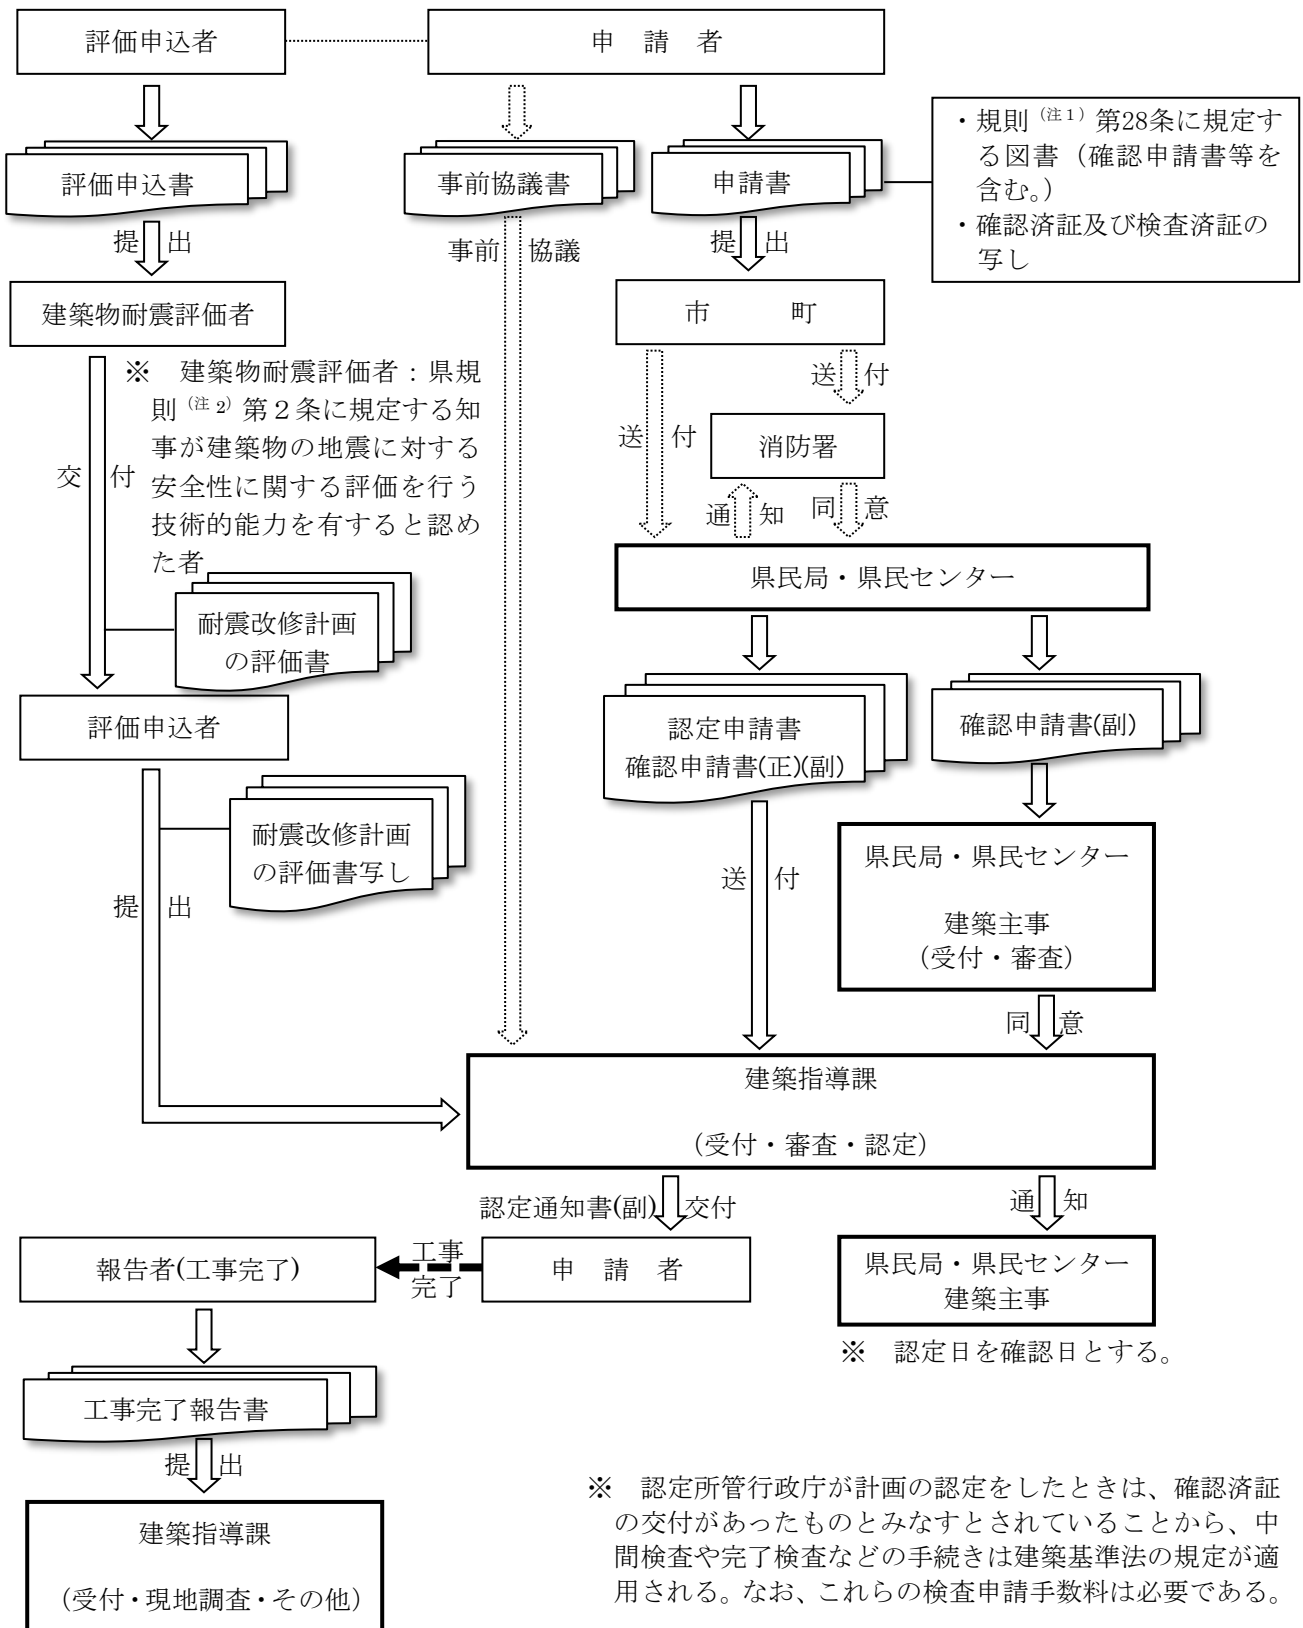 評価申込者
申　請　者
評価申込書
事前協議書
申請書
・規則（注１）第28条に規定す
る図書（確認申請書等を
含む。）
・確認済証及び検査済証の
写し
提　出
事前　協議
提　出
建築物耐震評価者
市　　　町
※　建築物耐震評価者：県規
則（注２）第２条に規定する知
事が建築物の地震に対する
安全性に関する評価を行う
技術的能力を有すると認め
た者
交　付
送　付
送　付
消防署
通　知
同　意
県民局・県民センター
耐震改修計画
の評価書
評価申込者
認定申請書
確認申請書(正)(副)
確認申請書(副)
耐震改修計画
の評価書写し
提　出
送　付
県民局・県民センター
建築主事
（受付・審査）
同　意
建築指導課
（受付・審査・認定）
認定通知書(副)　交付
通　知
報告者(工事完了)
工事
完了
申　請　者
県民局・県民センター
建築主事
※　認定日を確認日とする。
工事完了報告書
提　出
建築指導課
（受付・現地調査・その他）
※　認定所管行政庁が計画の認定をしたときは、確認済証
の交付があったものとみなすとされていることから、中
間検査や完了検査などの手続きは建築基準法の規定が適
用される。なお、これらの検査申請手数料は必要である。